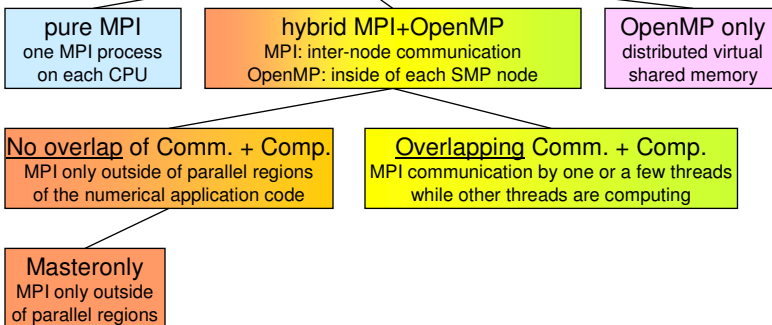 pure MPI
one MPI process
on each CPU
hybrid MPI+OpenMP
MPI: inter-node communication
OpenMP: inside of each SMP node
OpenMP only
distributed virtual
shared memory
No overlap of Comm. + Comp.
MPI only outside of parallel regions
of the numerical application code
Overlapping Comm. + Comp.
MPI communication by one or a few threads
while other threads are computing
Masteronly
MPI only outside
of parallel regions